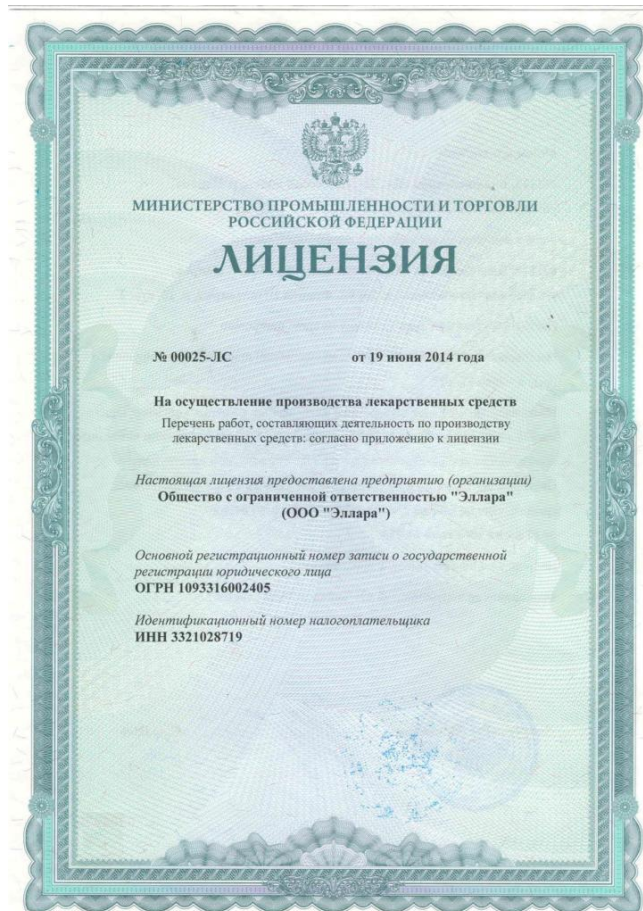 МИНИСТЕРСТВО ПРОМЫШЛЕННОСТИ И ТОРГОВЛИ
РОССИЙСКОЙ ФЕДЕРАЦИИ
ЛИЦЕНЗИЯ
№ 00025-ЛС от 19 июня 2014 года
На осуществление производства лекарственных средств
Перечень работ, составляющих деятельность по производству
лекарственных средств: согласно приложению к лицензии
Настоящая лицензия предоставлена предприятию (организации)
Общество с ограниченной ответственностью "Эллара"
(ООО "Эллара")
Основной регистрационный номер записи о государственной
регистрации юридического лица
ОГРН 1093316002405
Идентификационный номер налогоплательщика
ИНН 3321028719